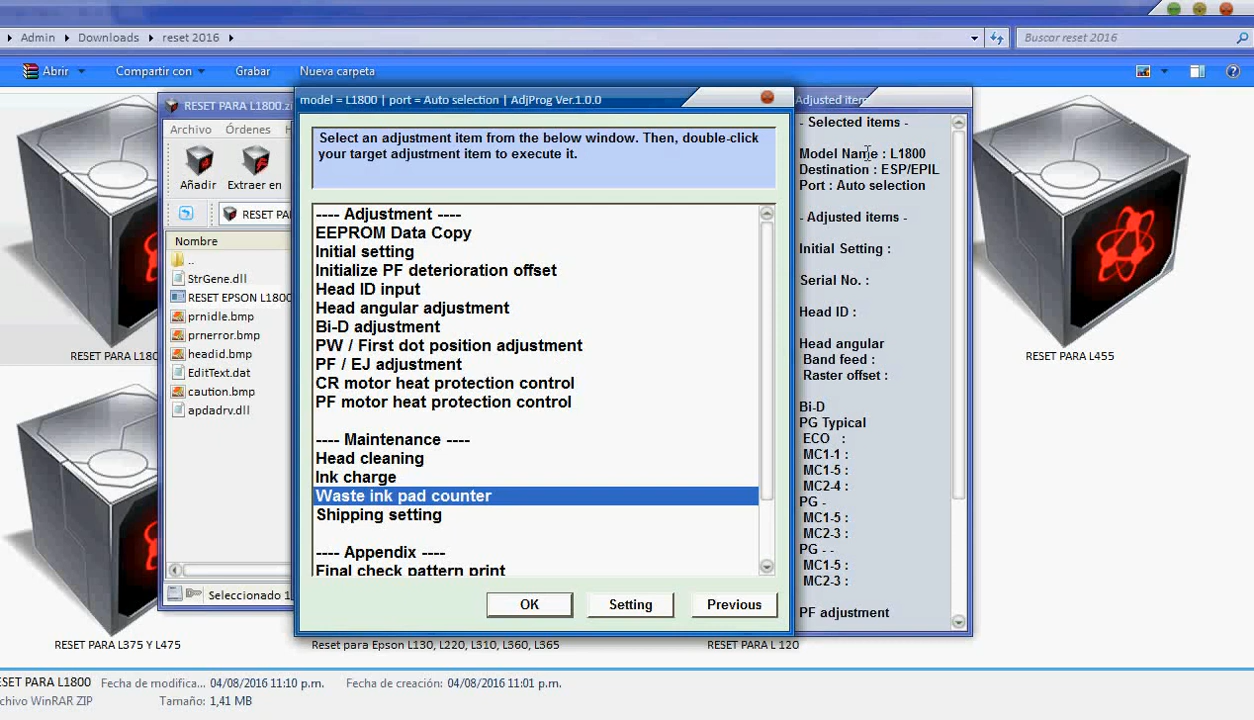 Admin
Downloads
reset 2016
Buscar reset 2016
Abrir
Compartir con
Grabar
Nueva carpeta
RESET PARA L1800.z
Archivo
Órdenes
H
Añadir
Extraer en
RESET PA
Nombre
..
StrGene.dll
RESET EPSON L1800
prnidle.bmp
prnerror.bmp
headid.bmp
EditText.dat
caution.bmp
apdadrv.dll
Seleccionado 1
model = L1800 | port = Auto selection | AdjProg Ver.1.0.0
Select an adjustment item from the below window. Then, double-click
your target adjustment item to execute it.
---- Adjustment ----
EEPROM Data Copy
Initial setting
Initialize PF deterioration offset
Head ID input
Head angular adjustment
Bi-D adjustment
PW / First dot position adjustment
PF / EJ adjustment
CR motor heat protection control
PF motor heat protection control
---- Maintenance ----
Head cleaning
Ink charge
Waste ink pad counter
Shipping setting
---- Appendix ----
Final check pattern print
OK
Setting
Previous
Adjusted item
- Selected items -
Model Name : L1800
Destination : ESP/EPIL
Port : Auto selection
- Adjusted items -
Initial Setting :
Serial No. :
Head ID :
Head angular
Band feed :
Raster offset :
Bi-D
PG Typical
ECO :
MC1-1 :
MC1-5 :
MC2-4 :
PG -
MC1-5 :
MC2-3 :
PG - -
MC1-5 :
MC2-3 :
PF adjustment
RESET PARA L180
RESET PARA L455
RESET PARA L375 Y L475
Reset para Epson L130, L220, L310, L360, L365
RESET PARA L 120
ESET PARA L1800
Fecha de modifica... 04/08/2016 11:10 p.m.
Fecha de creación: 04/08/2016 11:01 p.m.
chivo WinRAR ZIP
Tamaño: 1,41 MB